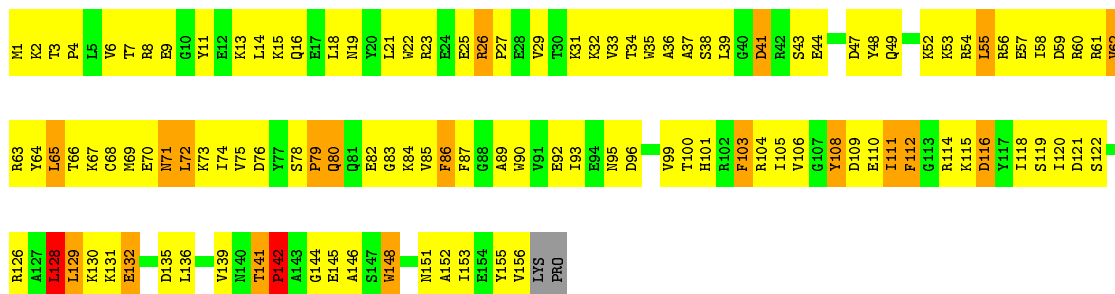 M1 K2 T3 P4 L5 V6 T7 R8 E9 G10 Y11 E12 K13 L14 K15 Q16 E17 L18 N19 Y20 L21 W22 R23 E24 E25 R26 P27 E28 V29 T30 K31 K32 V33 T34 W35 A36 A37 S38 L39 G40 D41 R42 S43 E44 D47 Y48 Q49 K52 K53 R54 L55 R56 E57 I58 D59 R60 R61
R63 Y64 L65 T66 K67 C68 M69 E70 N71 L72 K73 I74 V75 D76 Y77 S78 P79 Q80 Q81 E82 G83 K84 V85 F86 F87 G88 A89 W90 V91 E92 I93 E94 N95 D96 V99 T100 H101 R102 F103 R104 I105 V106 G107 Y108 D109 E110 I111 F112 G113 R114 K115 D116 Y117 I118 S119 I120 D121 S122
R126 A127 L128 L129 K130 K131 E132 D135 L136 V139 N140 T141 P142 A143 G144 E145 A146 S147 W148 N151 A152 I153 E154 Y155 V156 LYS PRO